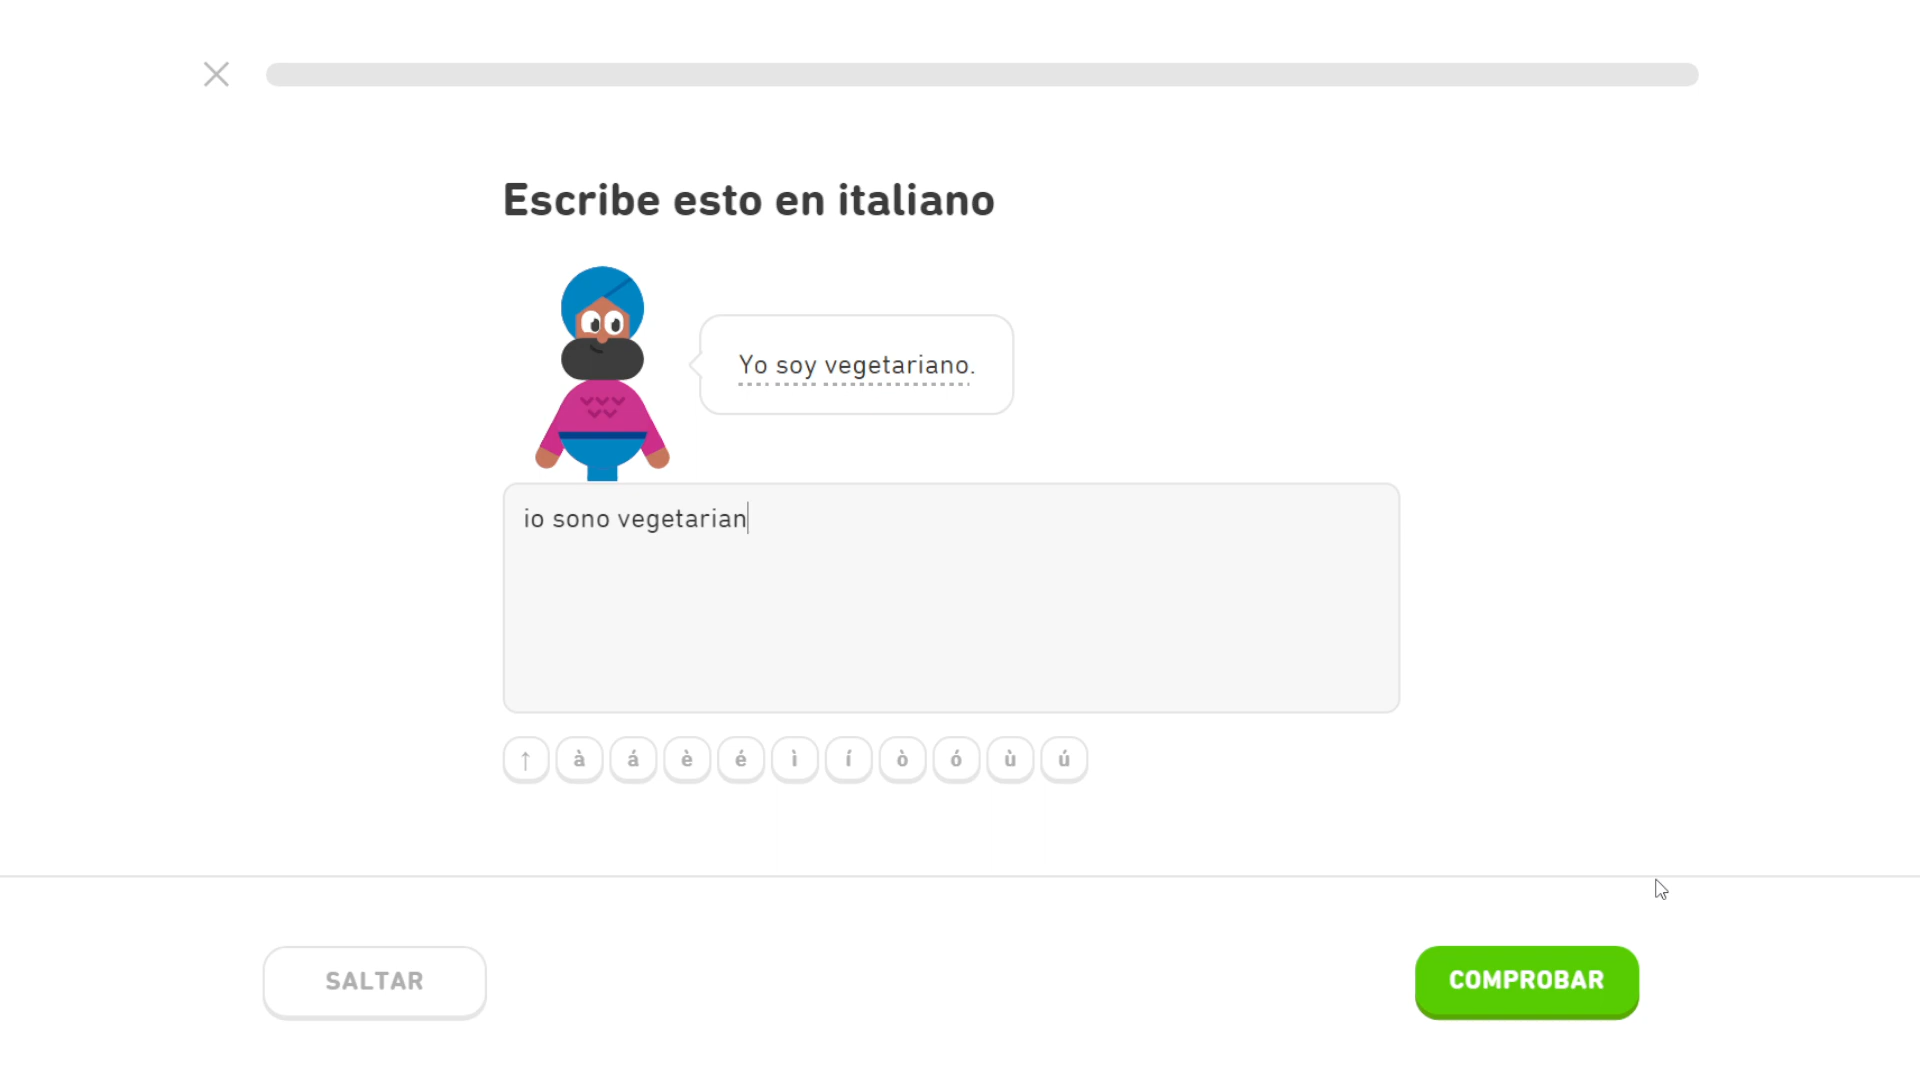 Escribe esto en italiano
Yo soy vegetariano.
io sono vegetarian
↑ à á è é ì í ò ó ù ú
SALTAR
COMPROBAR